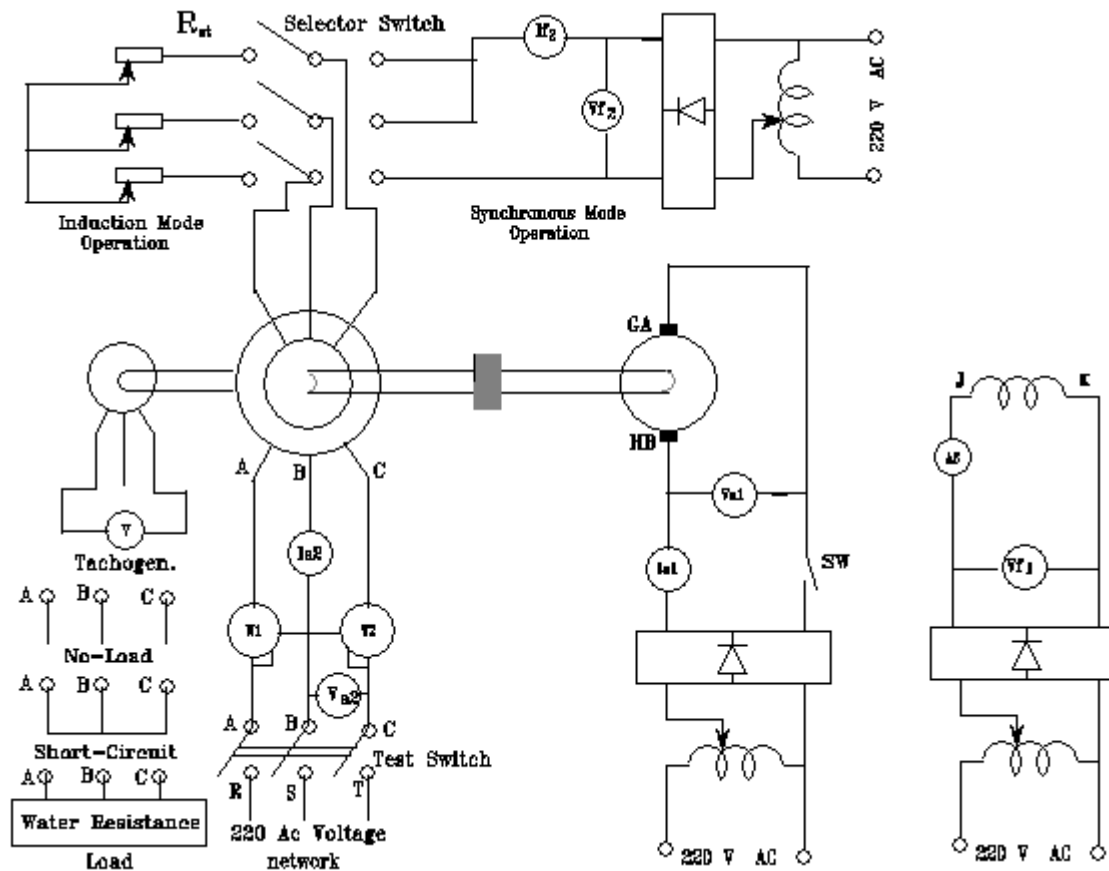 R_st Selector Switch
If2
Vf2
220 V AC
Induction Mode
Operation
Synchronous Mode
Operation
GA
HB
J K
A B C
V
Tachogen.
Ia2
Va1
SW
Vf1
A B C
No-Load
W1 W2
A B C
Short-Circuit
Va2
A B C
Test Switch
A B C
R S T
Water Resistance
Load
220 Ac Voltage
network
220 V AC
220 V AC